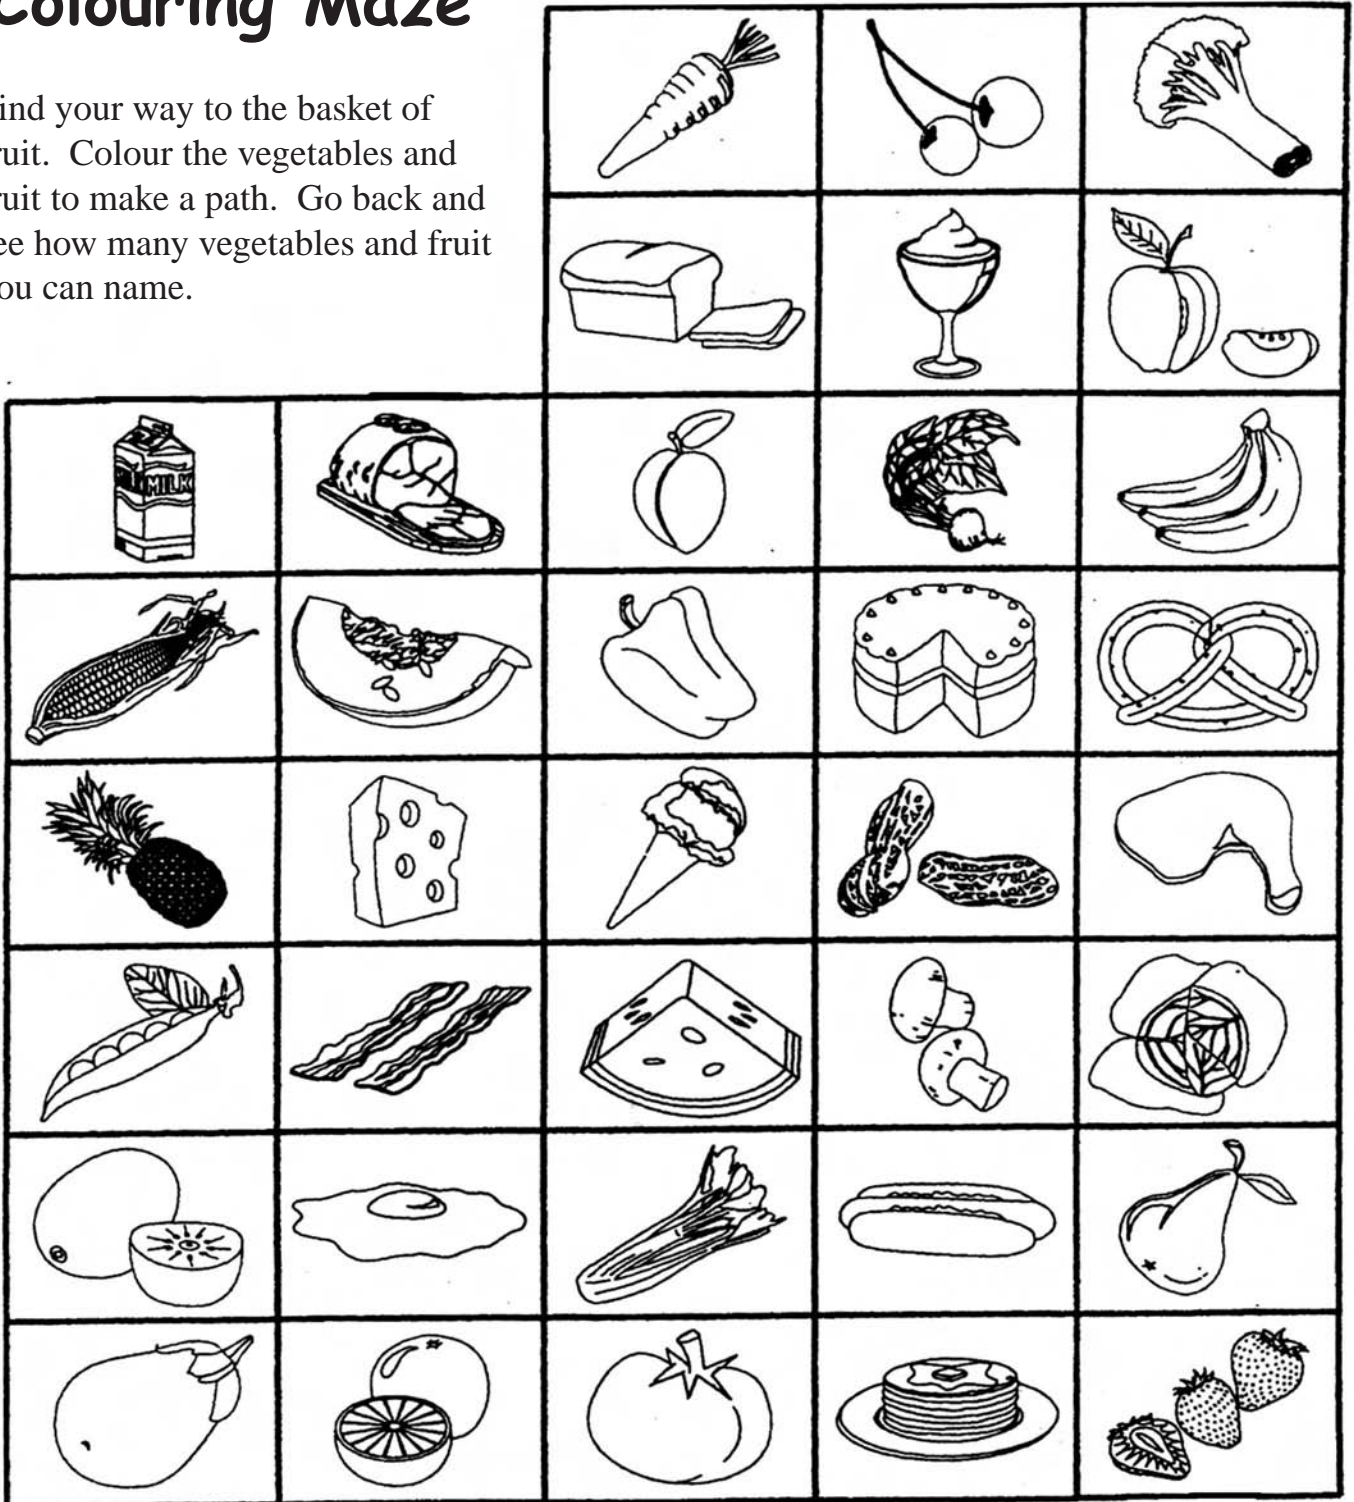 Colouring Maze
ind your way to the basket of
ruit. Colour the vegetables and
ruit to make a path. Go back and
ee how many vegetables and fruit
ou can name.
MILK